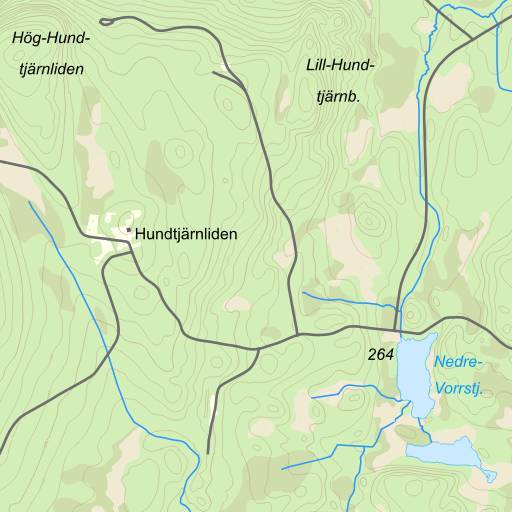 Hög-Hund-
tjärnliden
Lill-Hund-
tjärnb.
Hundtjärnliden
264
Nedre-
Vorrstj.